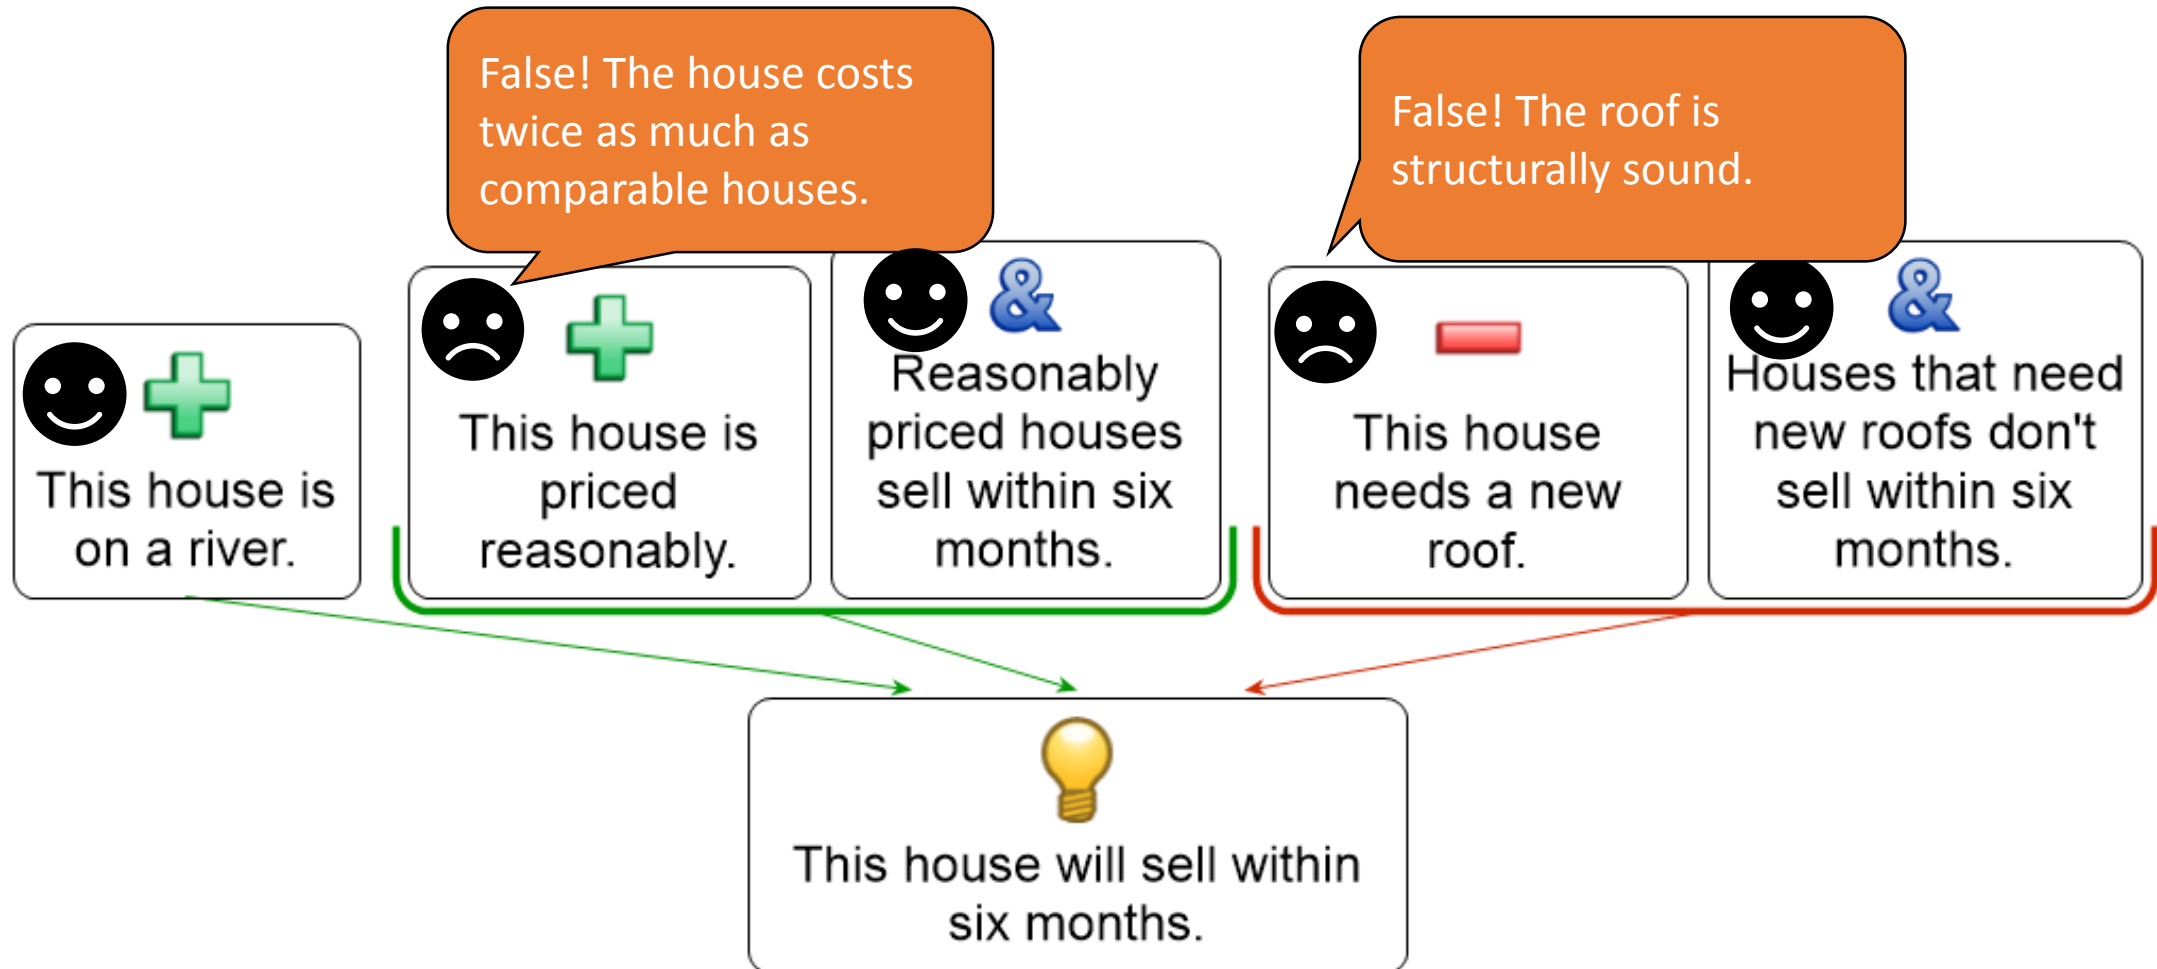 False! The house costs
twice as much as
comparable houses.
False! The roof is
structurally sound.
This house is
on a river.
This house is
priced
reasonably.
&
Reasonably
priced houses
sell within six
months.
This house
needs a new
roof.
&
Houses that need
new roofs don't
sell within six
months.
This house will sell within
six months.